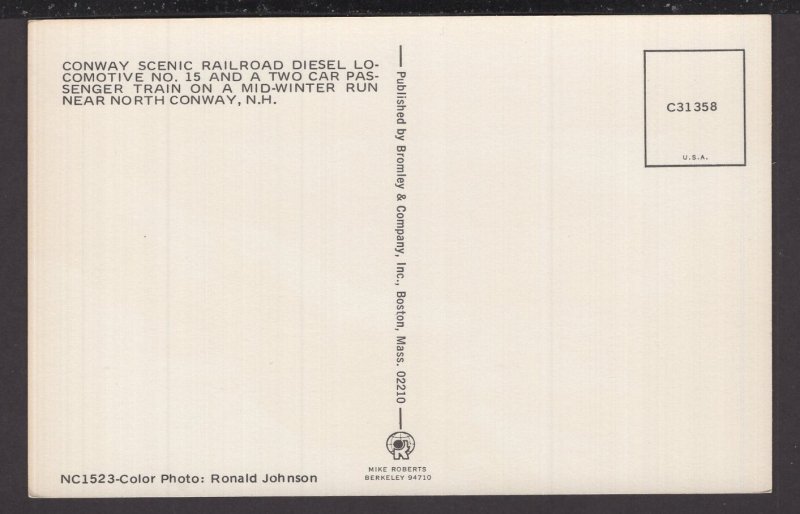 CONWAY SCENIC RAILROAD DIESEL LO-
COMOTIVE NO. 15 AND A TWO CAR PAS-
SENGER TRAIN ON A MID-WINTER RUN
NEAR NORTH CONWAY, N.H.
Published by Bromley & Company, Inc., Boston, Mass. 02210
C31358
U.S.A.
MIKE ROBERTS
BERKELEY 94710
NC1523-Color Photo: Ronald Johnson